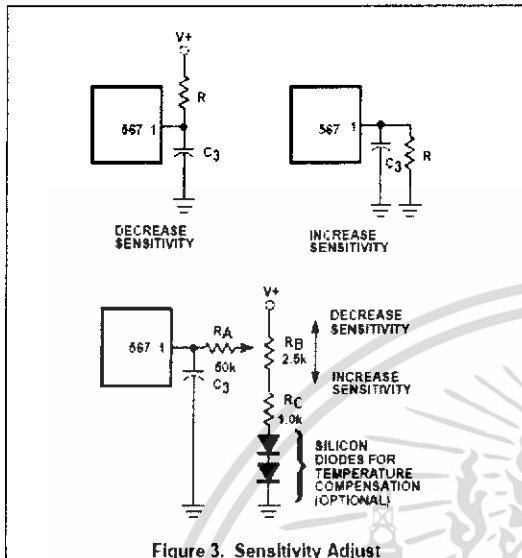 V+
R
567 1
C3
DECREASE
SENSITIVITY
567 1
C3
R
INCREASE
SENSITIVITY
V+
DECREASE
SENSITIVITY
567 1
RA
50k
C3
RB
2.5k
INCREASE
SENSITIVITY
RC
1.0k
SILICON
DIODES FOR
TEMPERATURE
COMPENSATION
(OPTIONAL)
Figure 3. Sensitivity Adjust